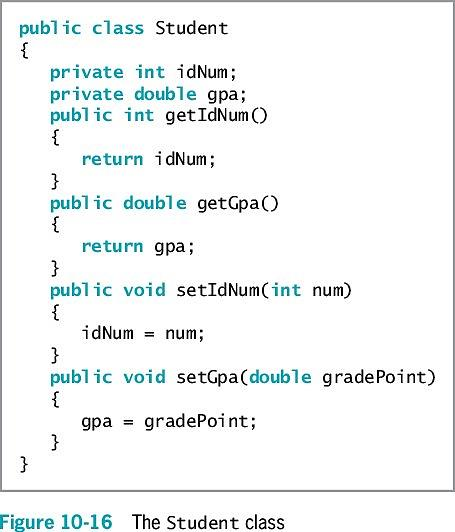 public class Student
{
   private int idNum;
   private double gpa;
   public int getIdNum()
   {
      return idNum;
   }
   public double getGpa()
   {
      return gpa;
   }
   public void setIdNum(int num)
   {
      idNum = num;
   }
   public void setGpa(double gradePoint)
   {
      gpa = gradePoint;
   }
}
Figure 10-16 The Student class